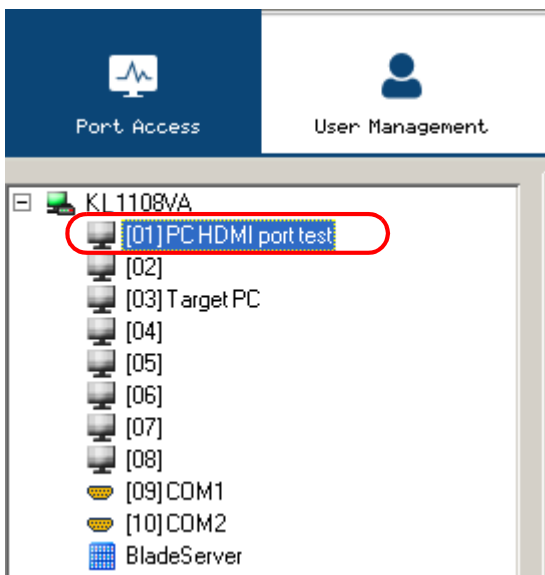 Port Access
User Management
KL1108VA
[01] PC HDMI port test
[02]
[03] Target PC
[04]
[05]
[06]
[07]
[08]
[09] COM1
[10] COM2
BladeServer